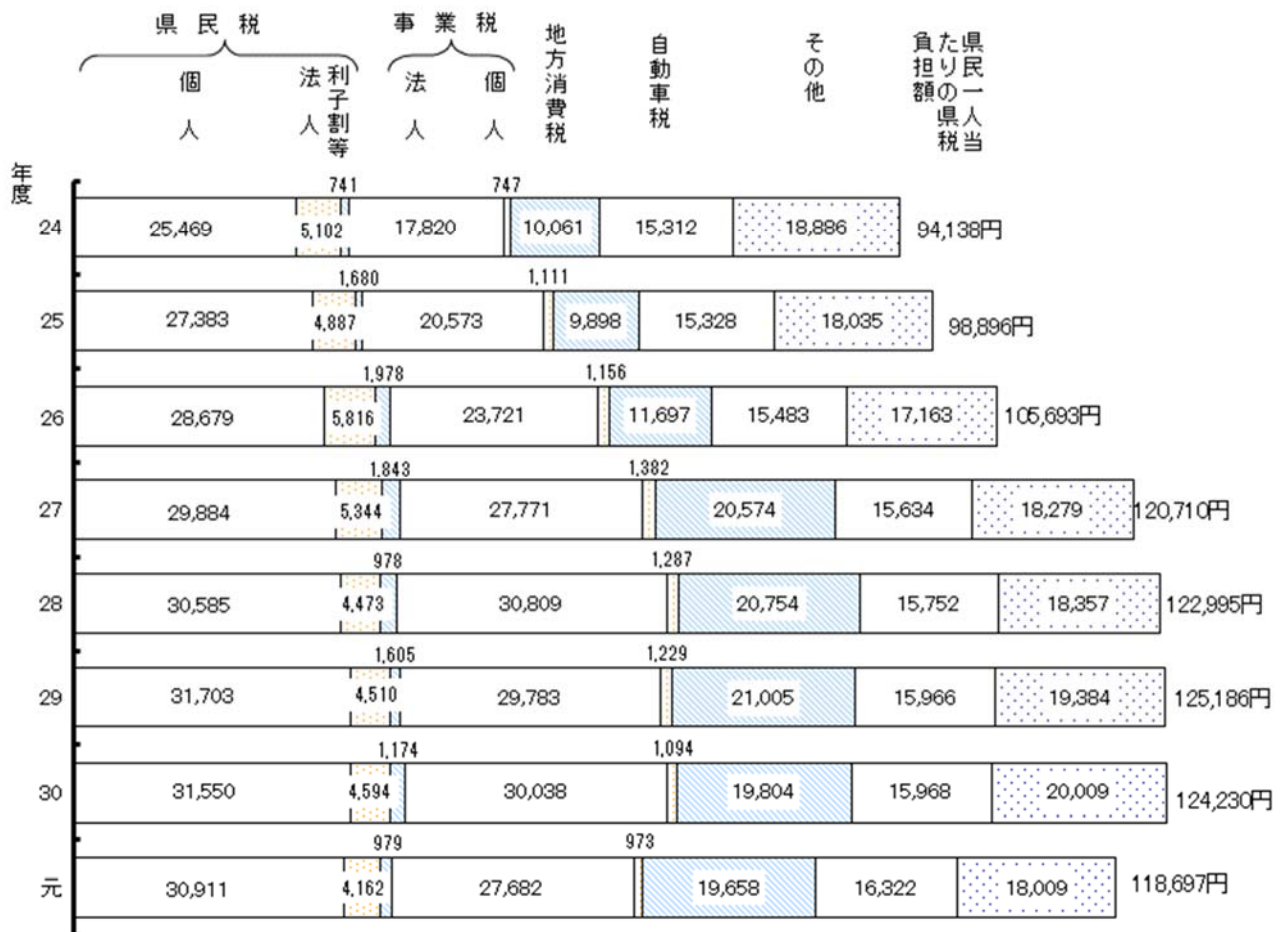 県民税
事業税
個人
法人
利子割等
法人
個人
地方消費税
自動車税
その他
県民一人当
たりの県税
負担額
年度
741 747
24 25,469 5,102 17,820 10,061 15,312 18,886 94,138円
1,680 1,111
25 27,383 4,887 20,573 9,898 15,328 18,035 98,896円
1,978 1,156
26 28,679 5,816 23,721 11,697 15,483 17,163 105,693円
1,843 1,382
27 29,884 5,344 27,771 20,574 15,634 18,279 120,710円
978 1,287
28 30,585 4,473 30,809 20,754 15,752 18,357 122,995円
1,605 1,229
29 31,703 4,510 29,783 21,005 15,966 19,384 125,186円
1,174 1,094
30 31,550 4,594 30,038 19,804 15,968 20,009 124,230円
979 973
元 30,911 4,162 27,682 19,658 16,322 18,009 118,697円